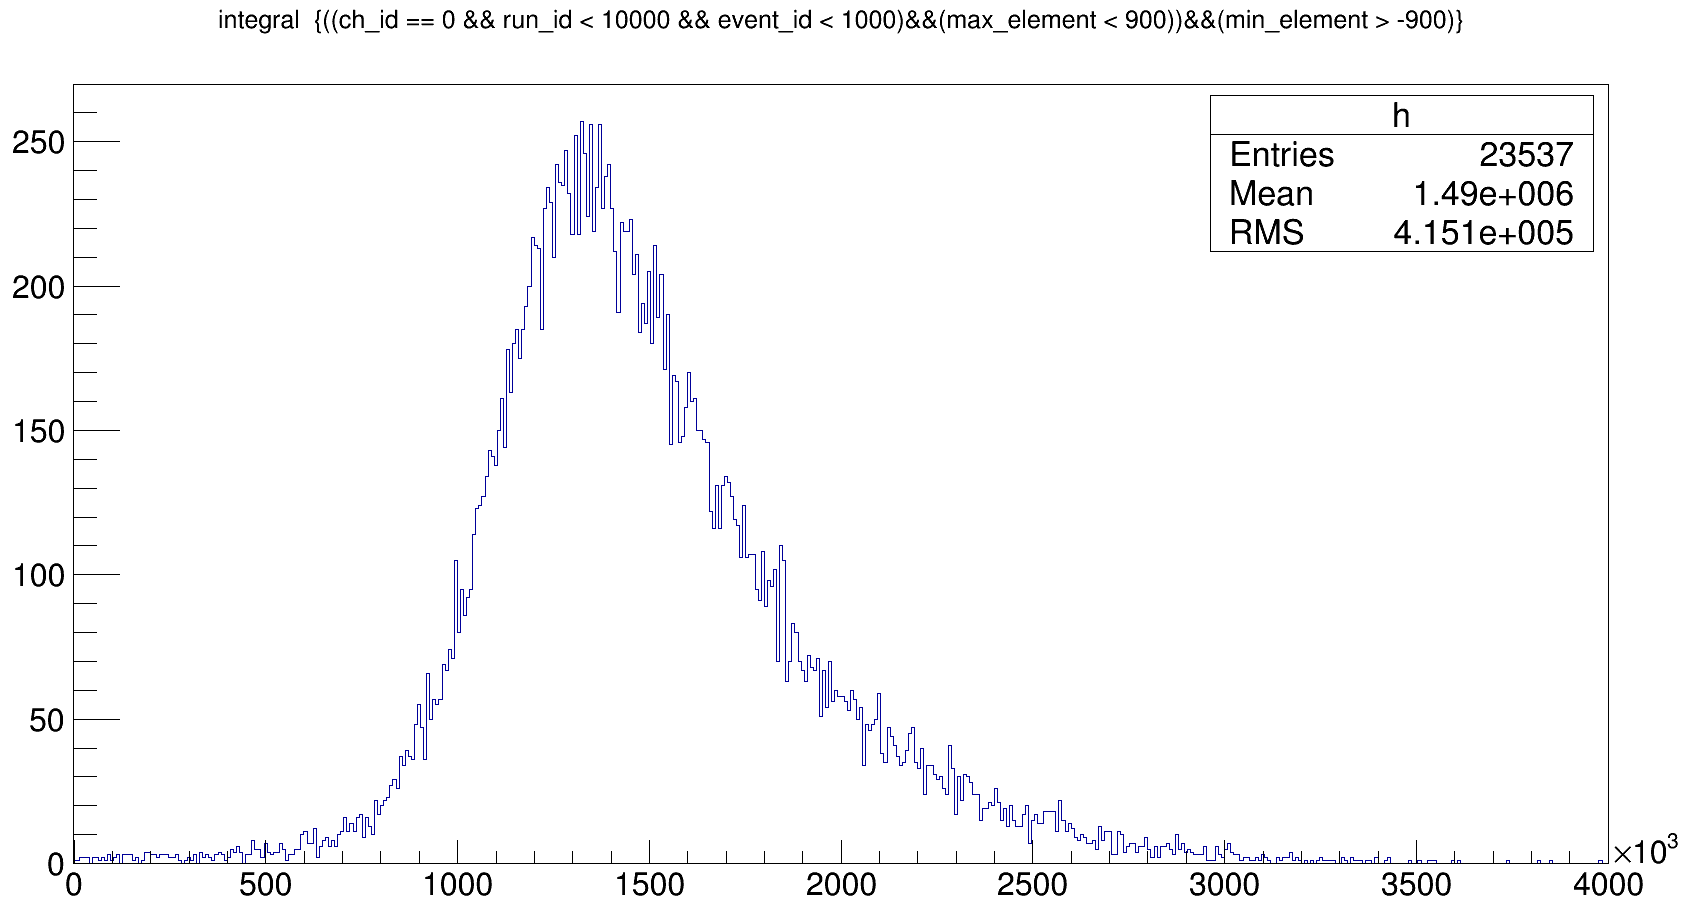 integral {((ch_id == 0 && run_id < 10000 && event_id < 1000)&&(max_element < 900))&&(min_element > -900)}
h
Entries 23537
Mean 1.49e+006
RMS 4.151e+005
250
200
150
100
50
0
0 500 1000 1500 2000 2500 3000 3500 4000
×10³